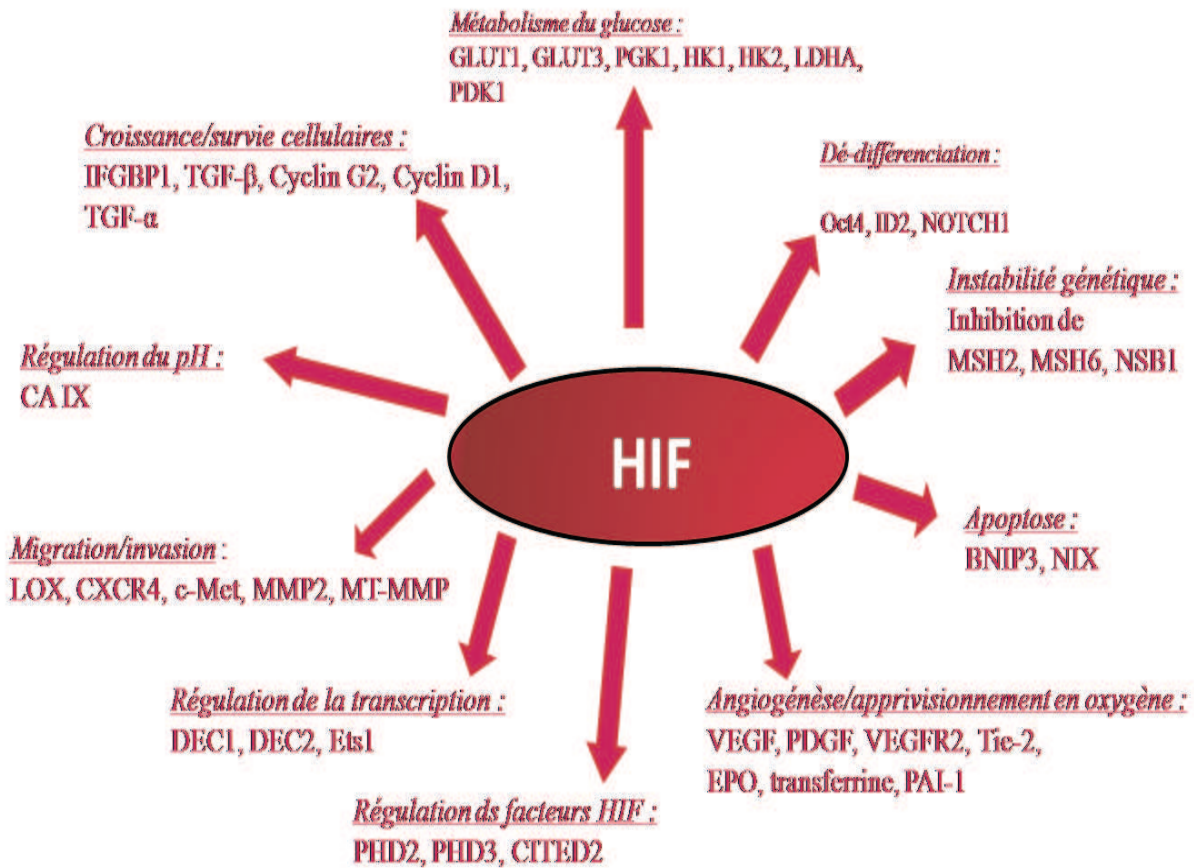 Métabolisme du glucose :
GLUT1, GLUT3, PGK1, HK1, HK2, LDHA,
PDK1
Croissance/survie cellulaires :
IFGBP1, TGF-β, Cyclin G2, Cyclin D1,
TGF-α
Dé-différenciation :
Oct4, ID2, NOTCH1
Instabilité génétique :
Inhibition de
MSH2, MSH6, NSB1
Régulation du pH :
CA IX
HIF
Apoptose :
BNIP3, NIX
Migration/invasion :
LOX, CXCR4, c-Met, MMP2, MT-MMP
Régulation de la transcription :
DEC1, DEC2, Ets1
Angiogénèse/apprivisionnement en oxygène :
VEGF, PDGF, VEGFR2, Tie-2,
EPO, transferrine, PAI-1
Régulation ds facteurs HIF :
PHD2, PHD3, CITED2